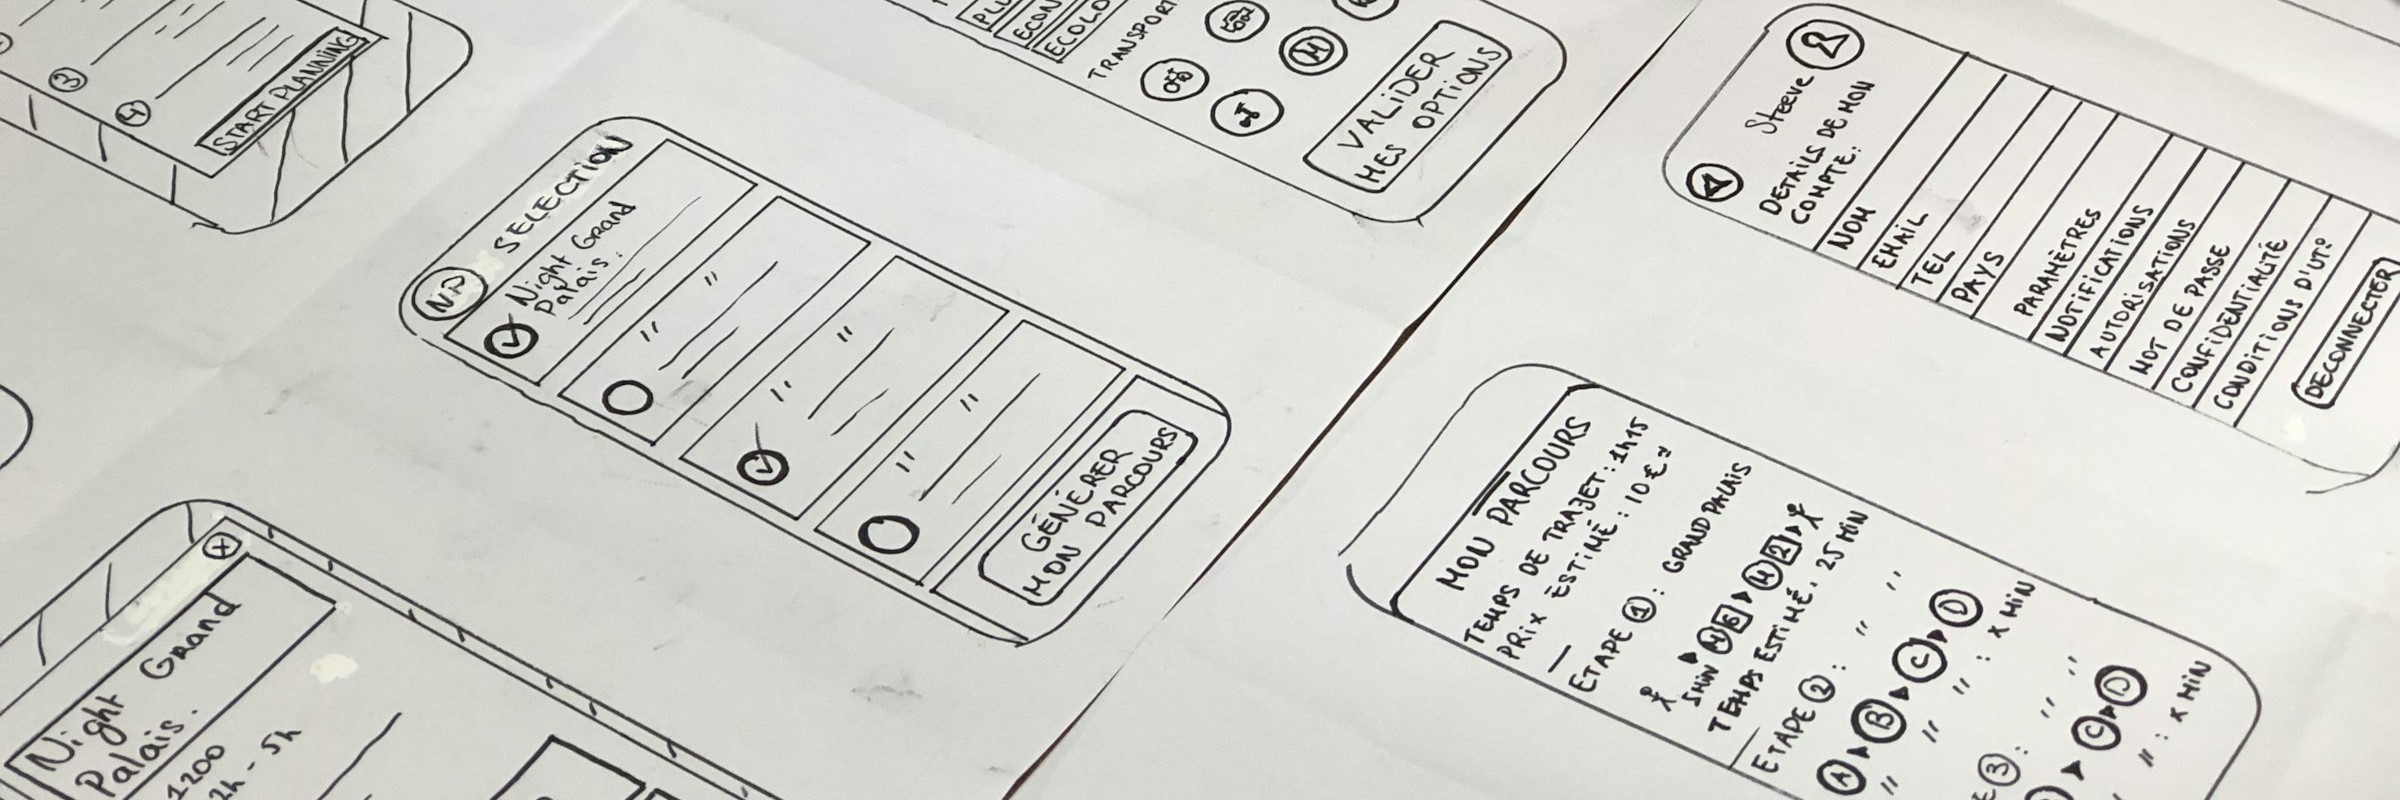 3
4
START PLANNING
N.P
SELECTION
Night Grand
Palais.
"
"
"
"
"
"
GÉNÉRER
MON PARCOURS
ECOLO
TRANSPORT
M
VALIDER
MES OPTIONS
Steeve
DETAILS DE MON
COMPTE:
NOM
EMAIL
TEL
PAYS
PARAMÈTRES
NOTIFICATIONS
AUTORISATIONS
MOT DE PASSE
CONFIDENTIALITÉ
CONDITIONS D'UT°
DECONNECTER
Night Grand
Palais.
1200
2h - 5h
MON PARCOURS
TEMPS DE TRAJET: 1h15
PRIX ESTIMÉ: 10€
ETAPE 1: GRAND PALAIS
5MIN M 6 M 2
TEMPS ESTIMÉ: 25 MIN
ETAPE 2: " "
A B C D
" " ": X MIN
3: " "
C D
": X MIN